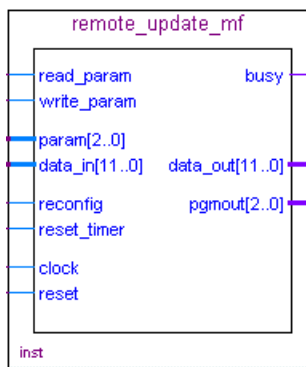 remote_update_mf
read_param busy
write_param
param[2..0]
data_in[11..0] data_out[11..0]
reconfig pgmout[2..0]
reset_timer
clock
reset
inst